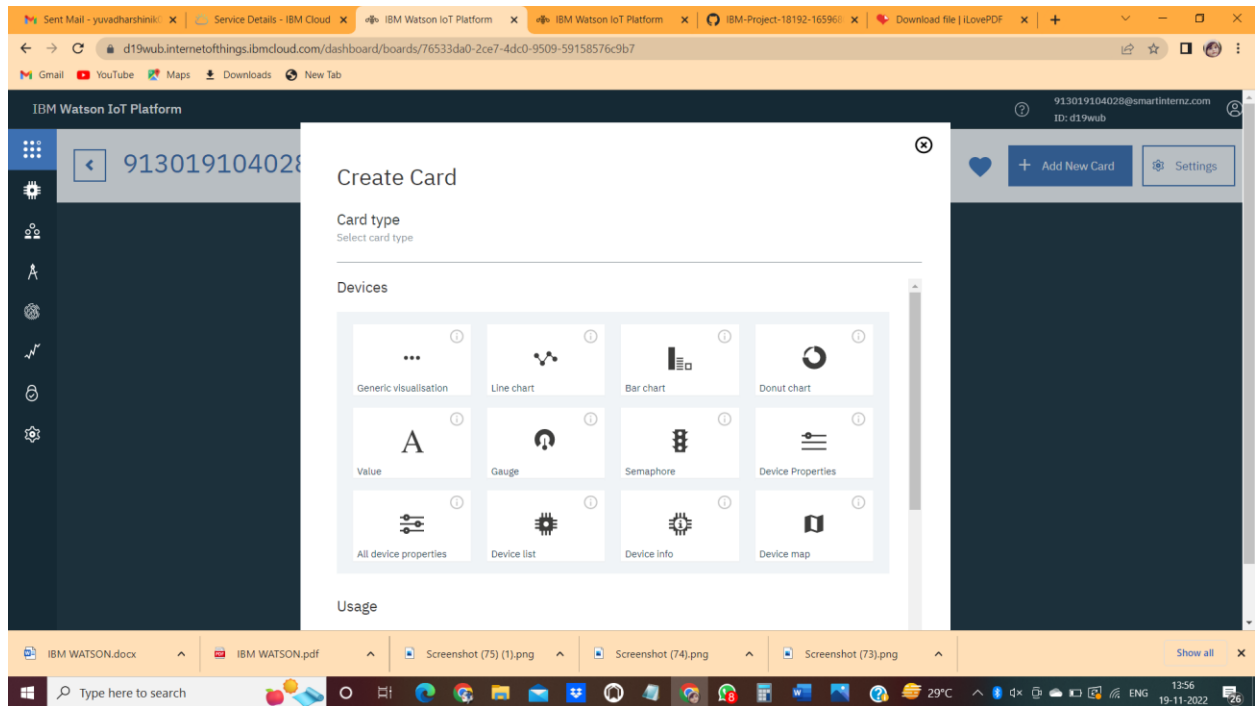 Sent Mail - yuvadharshinik
Service Details - IBM Cloud
IBM Watson IoT Platform
IBM Watson IoT Platform
IBM-Project-18192-165968
Download file | iLovePDF
d19wub.internetofthings.ibmcloud.com/dashboard/boards/76533da0-2ce7-4dc0-9509-59158576c9b7
Gmail YouTube Maps Downloads New Tab
IBM Watson IoT Platform
913019104028@smartinternz.com
ID: d19wub
913019104028
Add New Card
Settings
Create Card
Card type
Select card type
Devices
Generic visualisation Line chart Bar chart Donut chart
A
Value Gauge Semaphore Device Properties
All device properties Device list Device info Device map
Usage
IBM WATSON.docx IBM WATSON.pdf Screenshot (75) (1).png Screenshot (74).png Screenshot (73).png Show all
Type here to search
29°C
ENG
13:56
19-11-2022
26